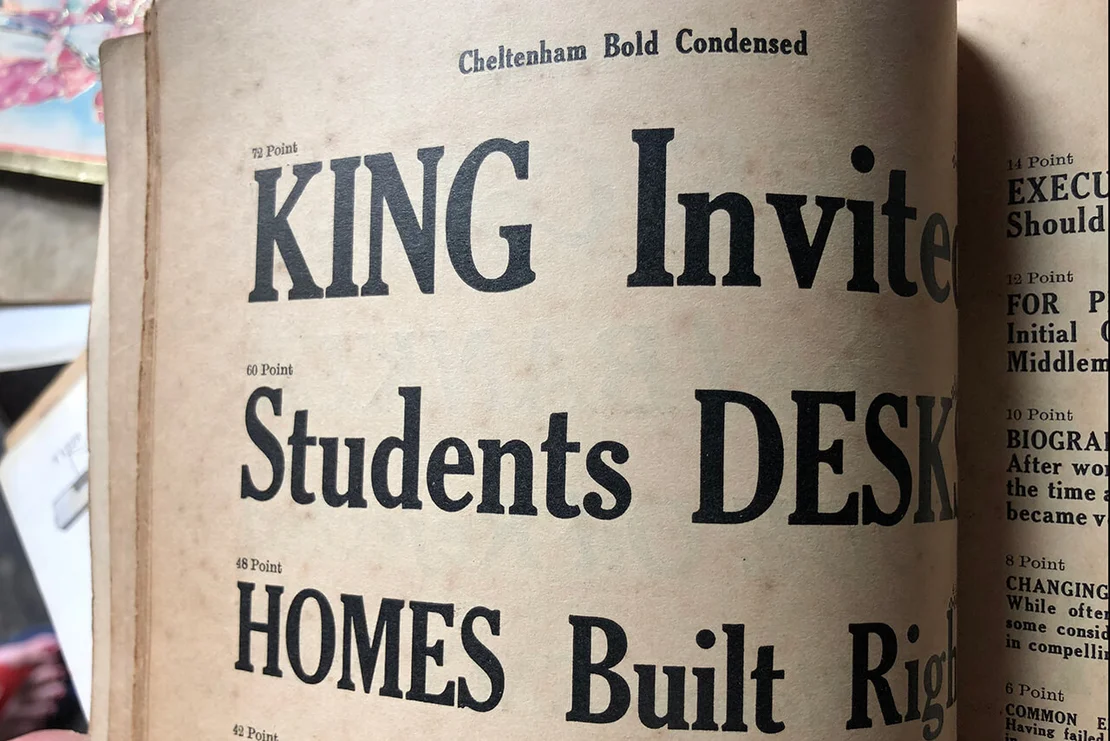 Cheltenham Bold Condensed
72 Point
KING Invite
60 Point
Students DESK
48 Point
HOMES Built Righ
42 Point
14 Point
EXECU
Should
12 Point
FOR P
Initial
Middlem
10 Point
BIOGRA
After wo
the time a
became v
8 Point
CHANGING
While often
some consid
in compellin
6 Point
COMMON E
Having failed